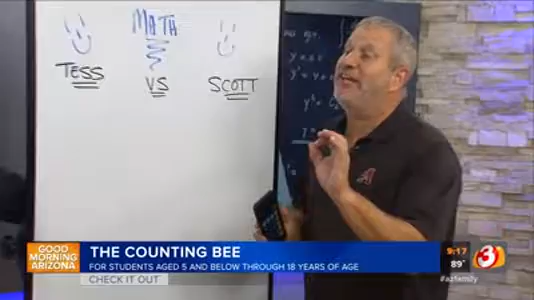 MATH
TESS
VS
SCOTT
A
GOOD
MORNING
ARIZONA
THE COUNTING BEE
FOR STUDENTS AGED 5 AND BELOW THROUGH 18 YEARS OF AGE
CHECK IT OUT
9:17
89°
3
#azfamily